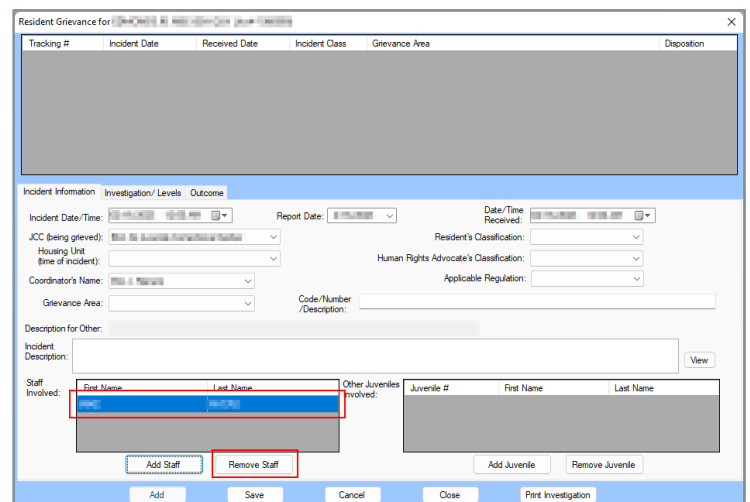 Resident Grievance for
Tracking # Incident Date Received Date Incident Class Grievance Area Disposition
Incident Information Investigation/ Levels Outcome
Incident Date/Time: Report Date: Date/Time Received:
JCC (being grieved): Resident's Classification:
Housing Unit (time of incident): Human Rights Advocate's Classification:
Coordinator's Name: Applicable Regulation:
Grievance Area: Code/Number /Description:
Description for Other:
Incident Description: View
Staff Involved: First Name Last Name Other Juveniles Involved: Juvenile # First Name Last Name
Add Staff Remove Staff Add Juvenile Remove Juvenile
Add Save Cancel Close Print Investigation